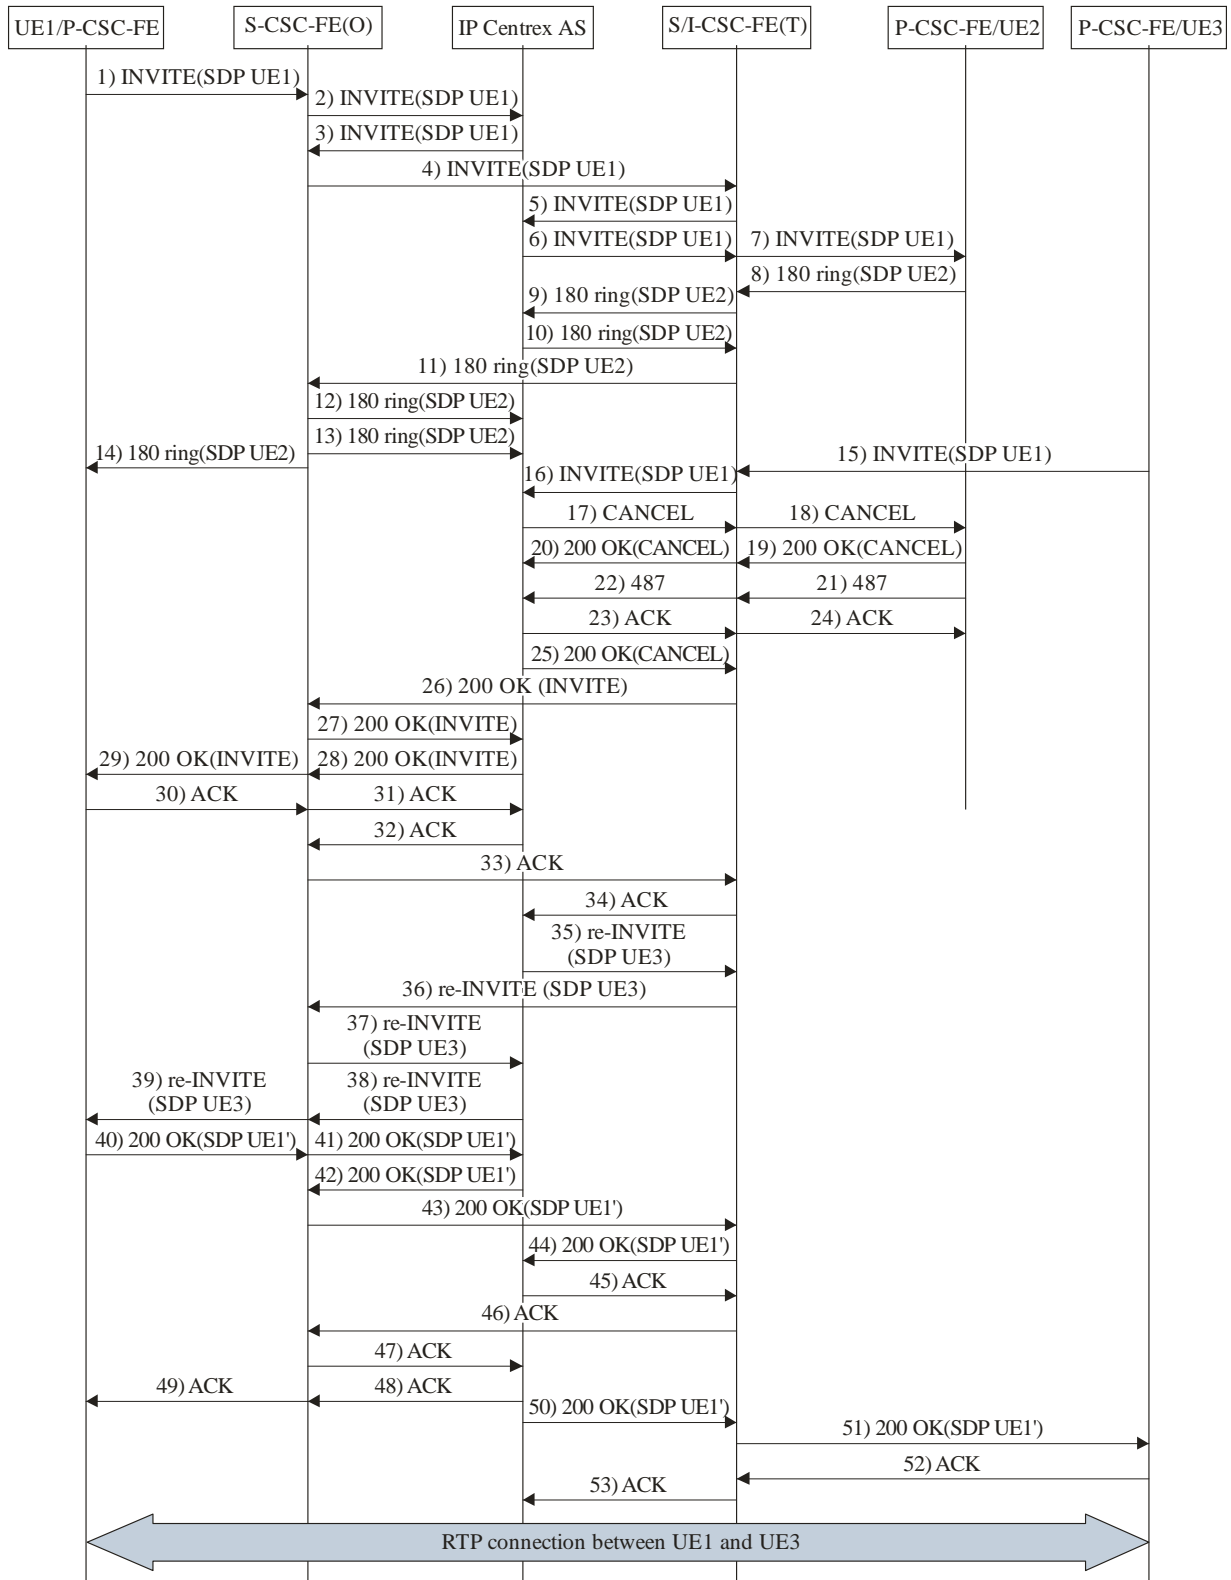 UE1/P-CSC-FE
S-CSC-FE(O)
IP Centrex AS
S/I-CSC-FE(T)
P-CSC-FE/UE2
P-CSC-FE/UE3
1) INVITE(SDP UE1)
2) INVITE(SDP UE1)
3) INVITE(SDP UE1)
4) INVITE(SDP UE1)
5) INVITE(SDP UE1)
6) INVITE(SDP UE1)
7) INVITE(SDP UE1)
8) 180 ring(SDP UE2)
9) 180 ring(SDP UE2)
10) 180 ring(SDP UE2)
11) 180 ring(SDP UE2)
12) 180 ring(SDP UE2)
13) 180 ring(SDP UE2)
14) 180 ring(SDP UE2)
15) INVITE(SDP UE1)
16) INVITE(SDP UE1)
17) CANCEL
18) CANCEL
20) 200 OK(CANCEL)
19) 200 OK(CANCEL)
22) 487
21) 487
23) ACK
24) ACK
25) 200 OK(CANCEL)
26) 200 OK (INVITE)
27) 200 OK(INVITE)
29) 200 OK(INVITE)
28) 200 OK(INVITE)
30) ACK
31) ACK
32) ACK
33) ACK
34) ACK
35) re-INVITE
(SDP UE3)
36) re-INVITE (SDP UE3)
37) re-INVITE
(SDP UE3)
39) re-INVITE
(SDP UE3)
38) re-INVITE
(SDP UE3)
40) 200 OK(SDP UE1')
41) 200 OK(SDP UE1')
42) 200 OK(SDP UE1')
43) 200 OK(SDP UE1')
44) 200 OK(SDP UE1')
45) ACK
46) ACK
47) ACK
49) ACK
48) ACK
50) 200 OK(SDP UE1')
51) 200 OK(SDP UE1')
52) ACK
53) ACK
RTP connection between UE1 and UE3